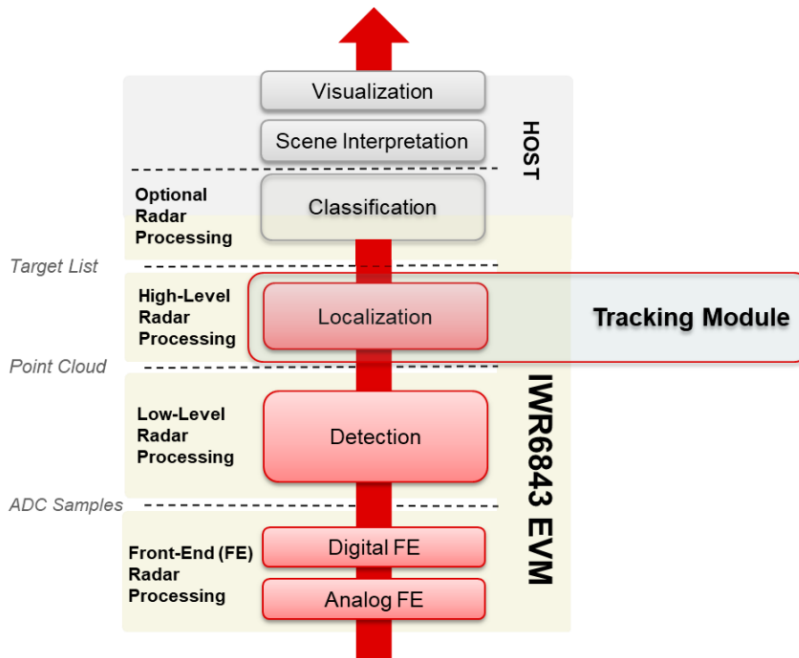 Visualization
Scene Interpretation
HOST
Optional
Radar
Processing
Classification
Target List
High-Level
Radar
Processing
Localization
Tracking Module
Point Cloud
Low-Level
Radar
Processing
Detection
IWR6843 EVM
ADC Samples
Front-End (FE)
Radar
Processing
Digital FE
Analog FE